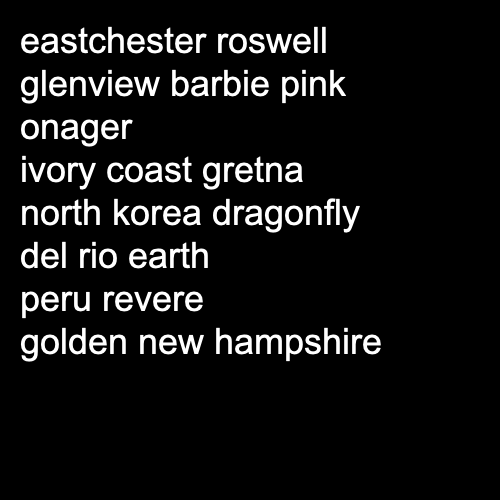 eastchester roswell
glenview barbie pink
onager
ivory coast gretna
north korea dragonfly
del rio earth
peru revere
golden new hampshire